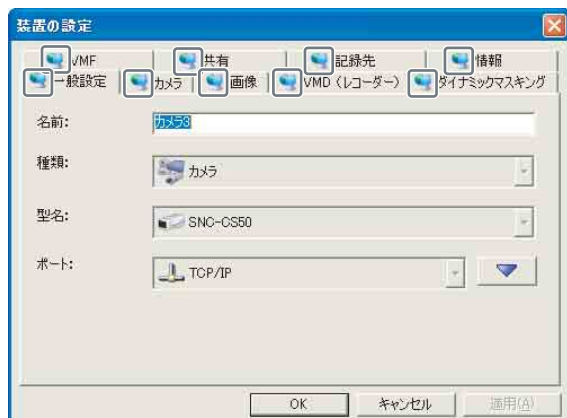 装置の設定
VMF 共有 記録先 情報
一般設定 カメラ 画像 VMD（レコーダー） ダイナミックマスキング
名前: カメラ3
種類: カメラ
型名: SNC-CS50
ポート: TCP/IP
OK キャンセル 適用(A)